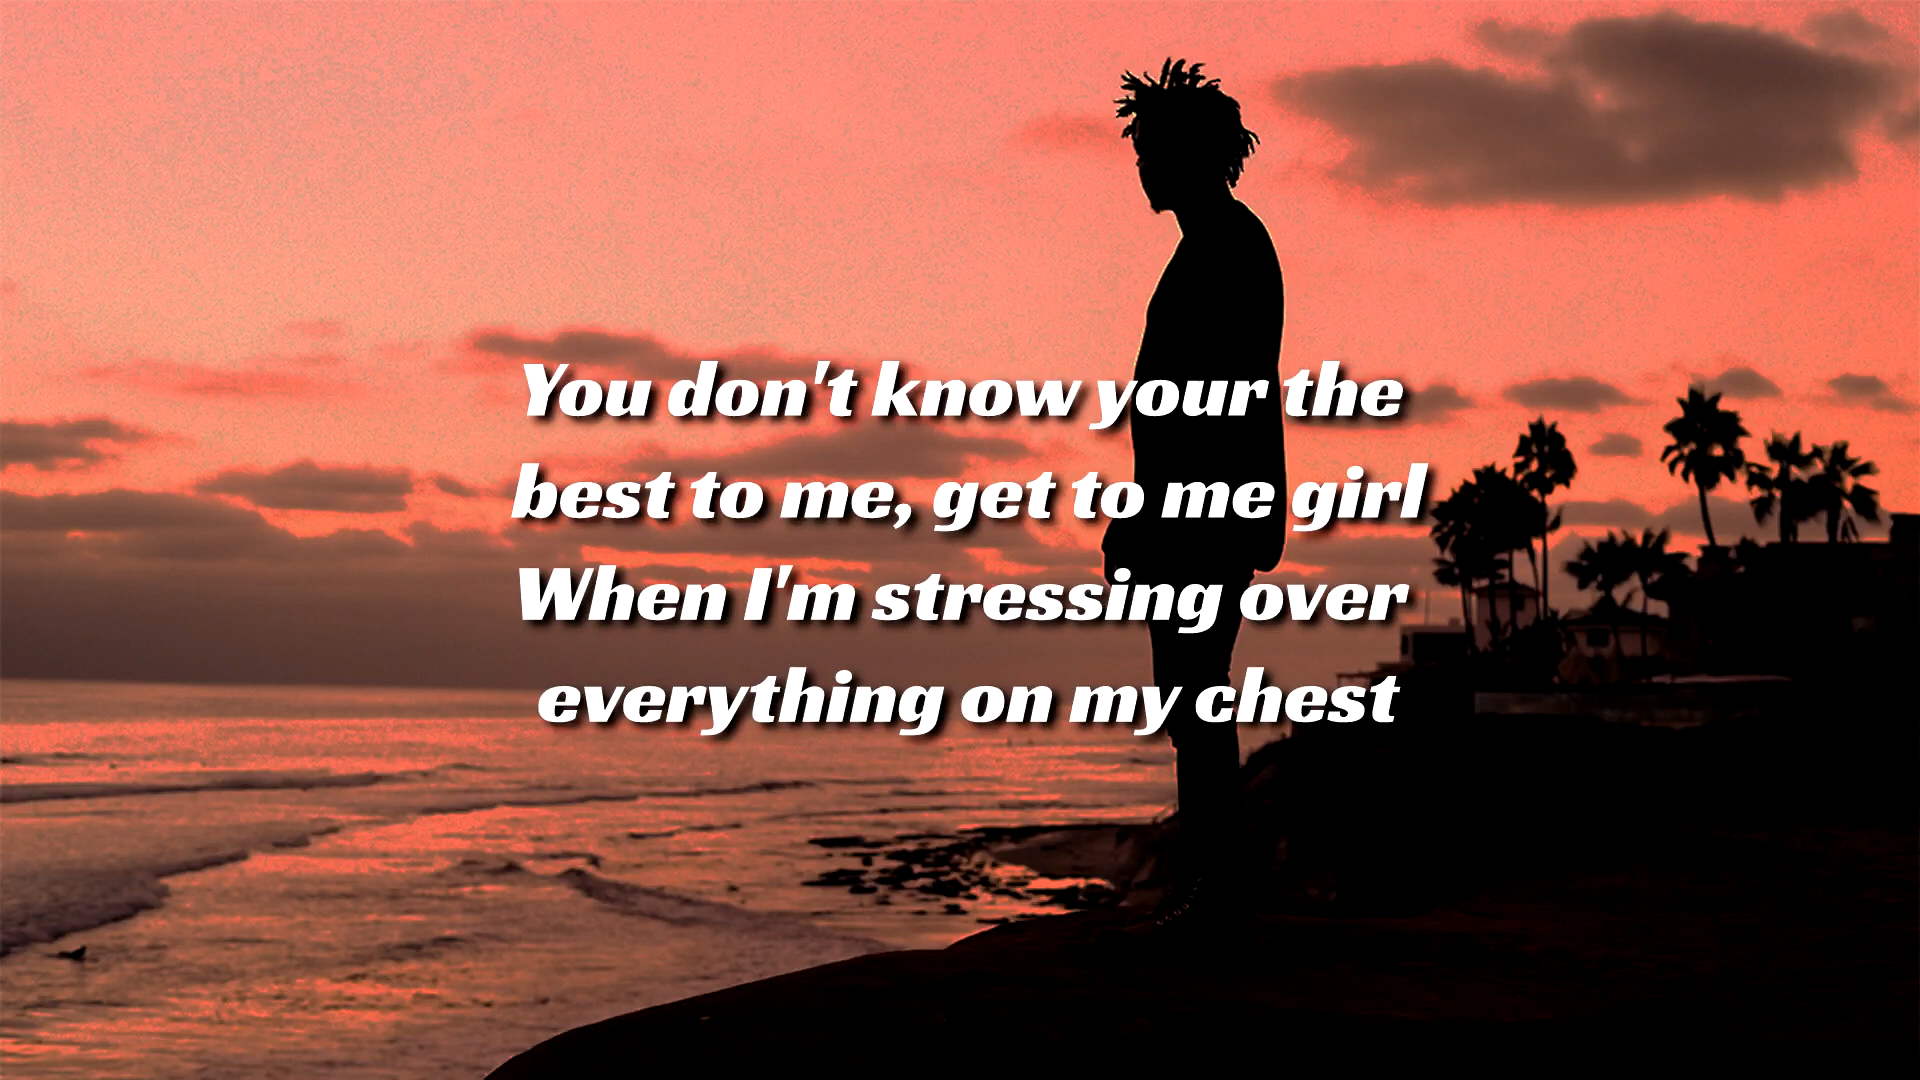 You don't know your the
best to me, get to me girl
When I'm stressing over
everything on my chest